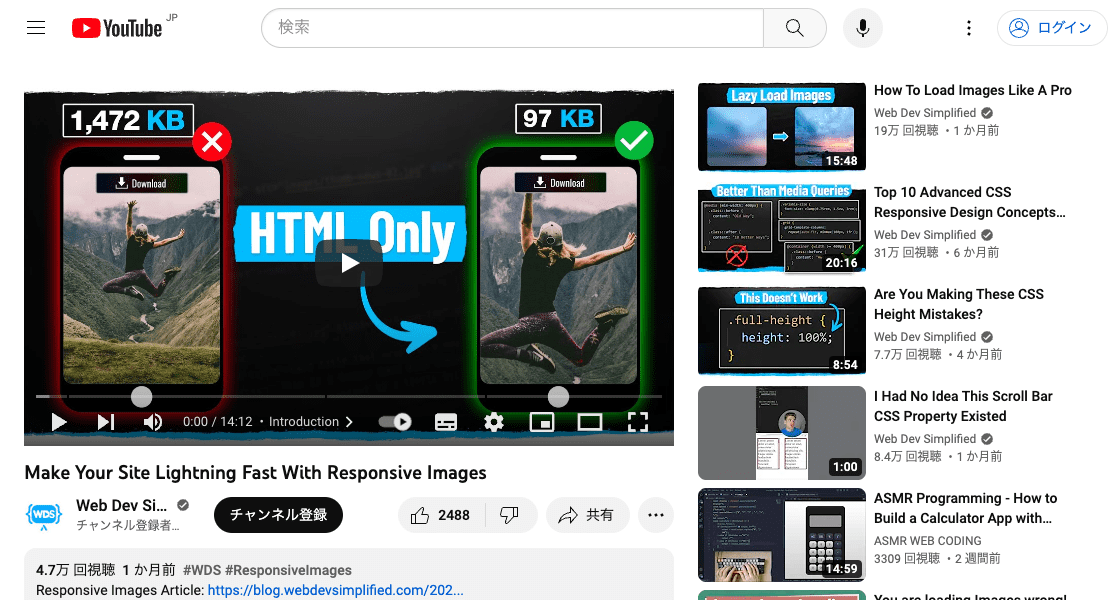 YouTube JP
検索
ログイン
1,472 KB
97 KB
Download
Download
HTML Only
0:00 / 14:12 • Introduction
Make Your Site Lightning Fast With Responsive Images
WDS
Web Dev Si...
チャンネル登録者...
チャンネル登録
2488
共有
4.7万 回視聴 1 か月前 #WDS #ResponsiveImages
Responsive Images Article: https://blog.webdevsimplified.com/202...
Lazy Load Images
15:48
How To Load Images Like A Pro
Web Dev Simplified
19万 回視聴 • 1 か月前
Better Than Media Queries
20:16
Top 10 Advanced CSS
Responsive Design Concepts...
Web Dev Simplified
31万 回視聴 • 6 か月前
This Doesn't Work
.full-height {
height: 100%;
}
8:54
Are You Making These CSS
Height Mistakes?
Web Dev Simplified
7.7万 回視聴 • 4 か月前
1:00
I Had No Idea This Scroll Bar
CSS Property Existed
Web Dev Simplified
8.4万 回視聴 • 1 か月前
14:59
ASMR Programming - How to
Build a Calculator App with...
ASMR WEB CODING
3309 回視聴 • 2 週間前
You are loading Images wrong!